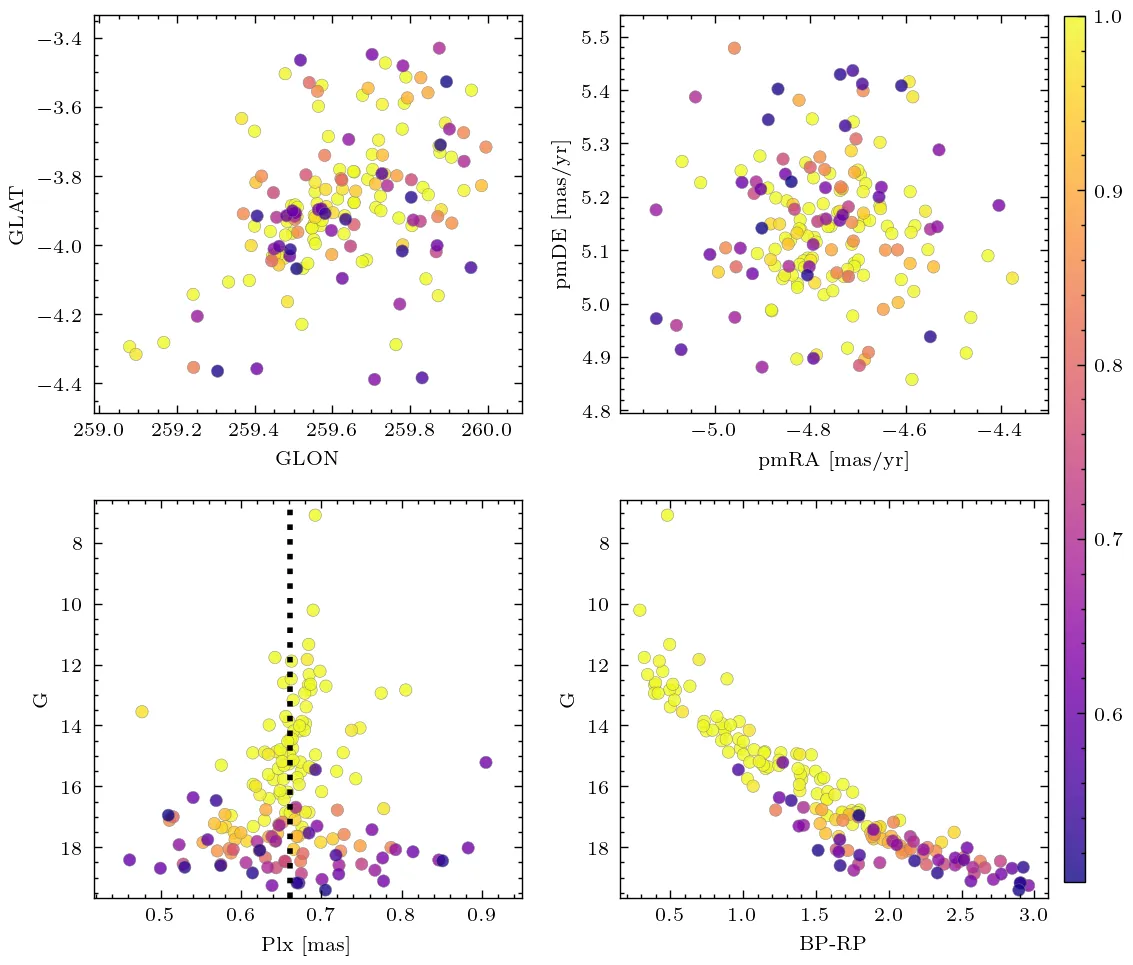 −3.4
−3.6
−3.8
−4.0
−4.2
−4.4
GLAT
259.0 259.2 259.4 259.6 259.8 260.0
GLON
5.5
5.4
5.3
5.2
5.1
5.0
4.9
4.8
pmDE [mas/yr]
−5.0 −4.8 −4.6 −4.4
pmRA [mas/yr]
1.0
0.9
0.8
0.7
0.6
8
10
12
14
16
18
G
0.5 0.6 0.7 0.8 0.9
Plx [mas]
8
10
12
14
16
18
G
0.5 1.0 1.5 2.0 2.5 3.0
BP-RP